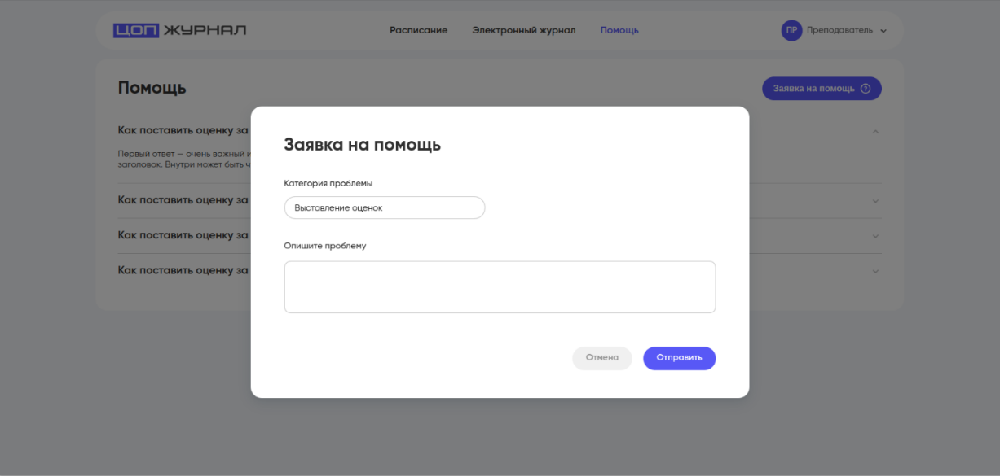 ЦОП ЖУРНАЛ
Расписание
Электронный журнал
Помощь
ПР
Преподаватель
Помощь
Заявка на помощь
Как поставить оценку за
Первый ответ — очень важный и
заголовок. Внутри может быть ч
Как поставить оценку за
Как поставить оценку за
Как поставить оценку за
Заявка на помощь
Категория проблемы
Выставление оценок
Опишите проблему
Отмена
Отправить